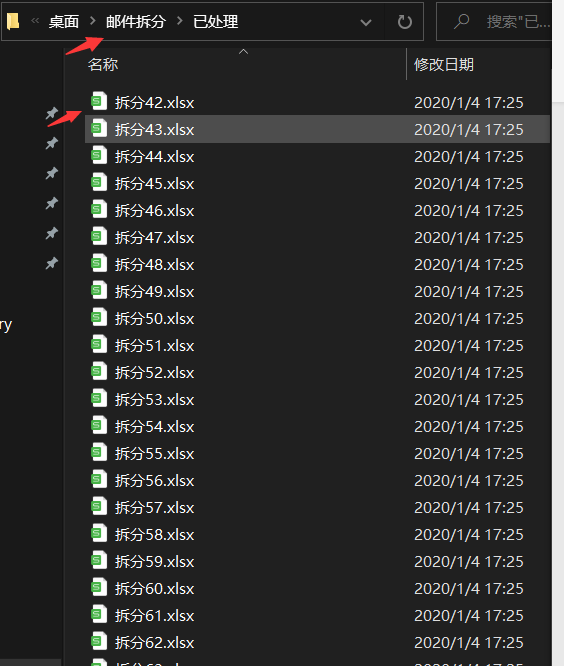 桌面 邮件拆分 已处理 搜索"已...
名称 修改日期
拆分42.xlsx 2020/1/4 17:25
拆分43.xlsx 2020/1/4 17:25
拆分44.xlsx 2020/1/4 17:25
拆分45.xlsx 2020/1/4 17:25
拆分46.xlsx 2020/1/4 17:25
拆分47.xlsx 2020/1/4 17:25
拆分48.xlsx 2020/1/4 17:25
拆分49.xlsx 2020/1/4 17:25
拆分50.xlsx 2020/1/4 17:25
ry
拆分51.xlsx 2020/1/4 17:25
拆分52.xlsx 2020/1/4 17:25
拆分53.xlsx 2020/1/4 17:25
拆分54.xlsx 2020/1/4 17:25
拆分55.xlsx 2020/1/4 17:25
拆分56.xlsx 2020/1/4 17:25
拆分57.xlsx 2020/1/4 17:25
拆分58.xlsx 2020/1/4 17:25
拆分59.xlsx 2020/1/4 17:25
拆分60.xlsx 2020/1/4 17:25
拆分61.xlsx 2020/1/4 17:25
拆分62.xlsx 2020/1/4 17:25